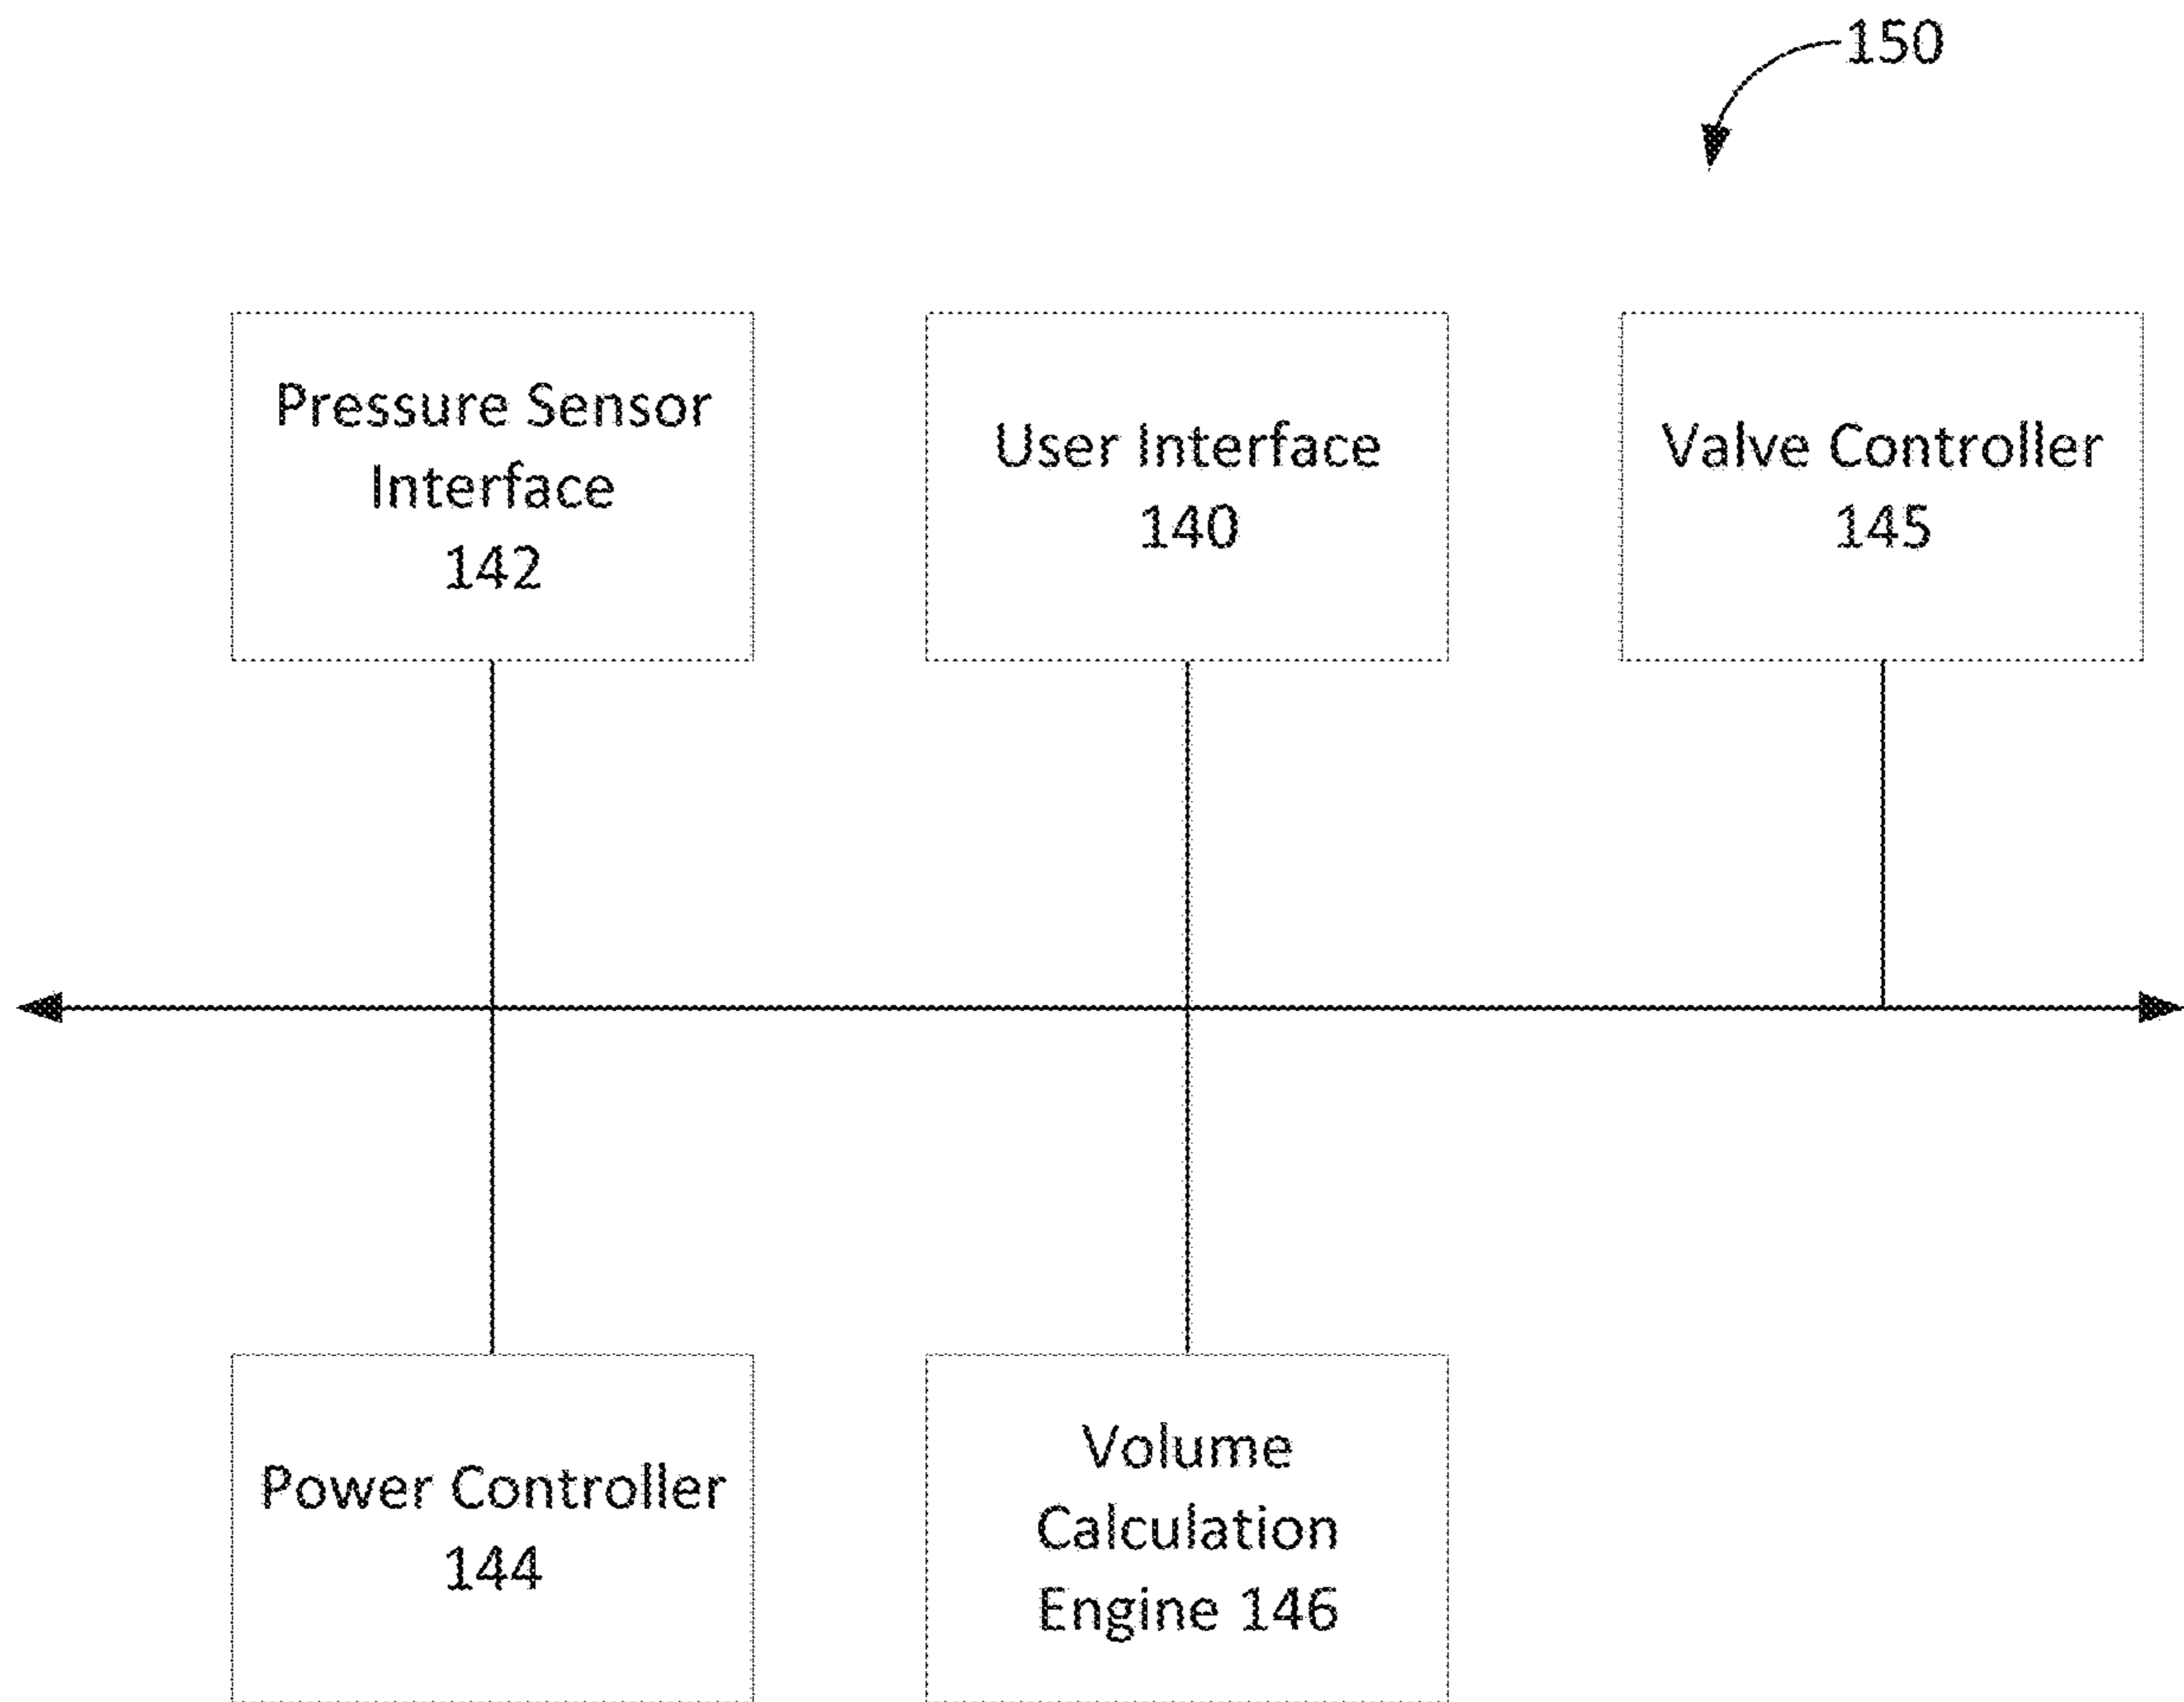 150
Pressure Sensor
Interface
142
User Interface
140
Valve Controller
145
Power Controller
144
Volume
Calculation
Engine 146